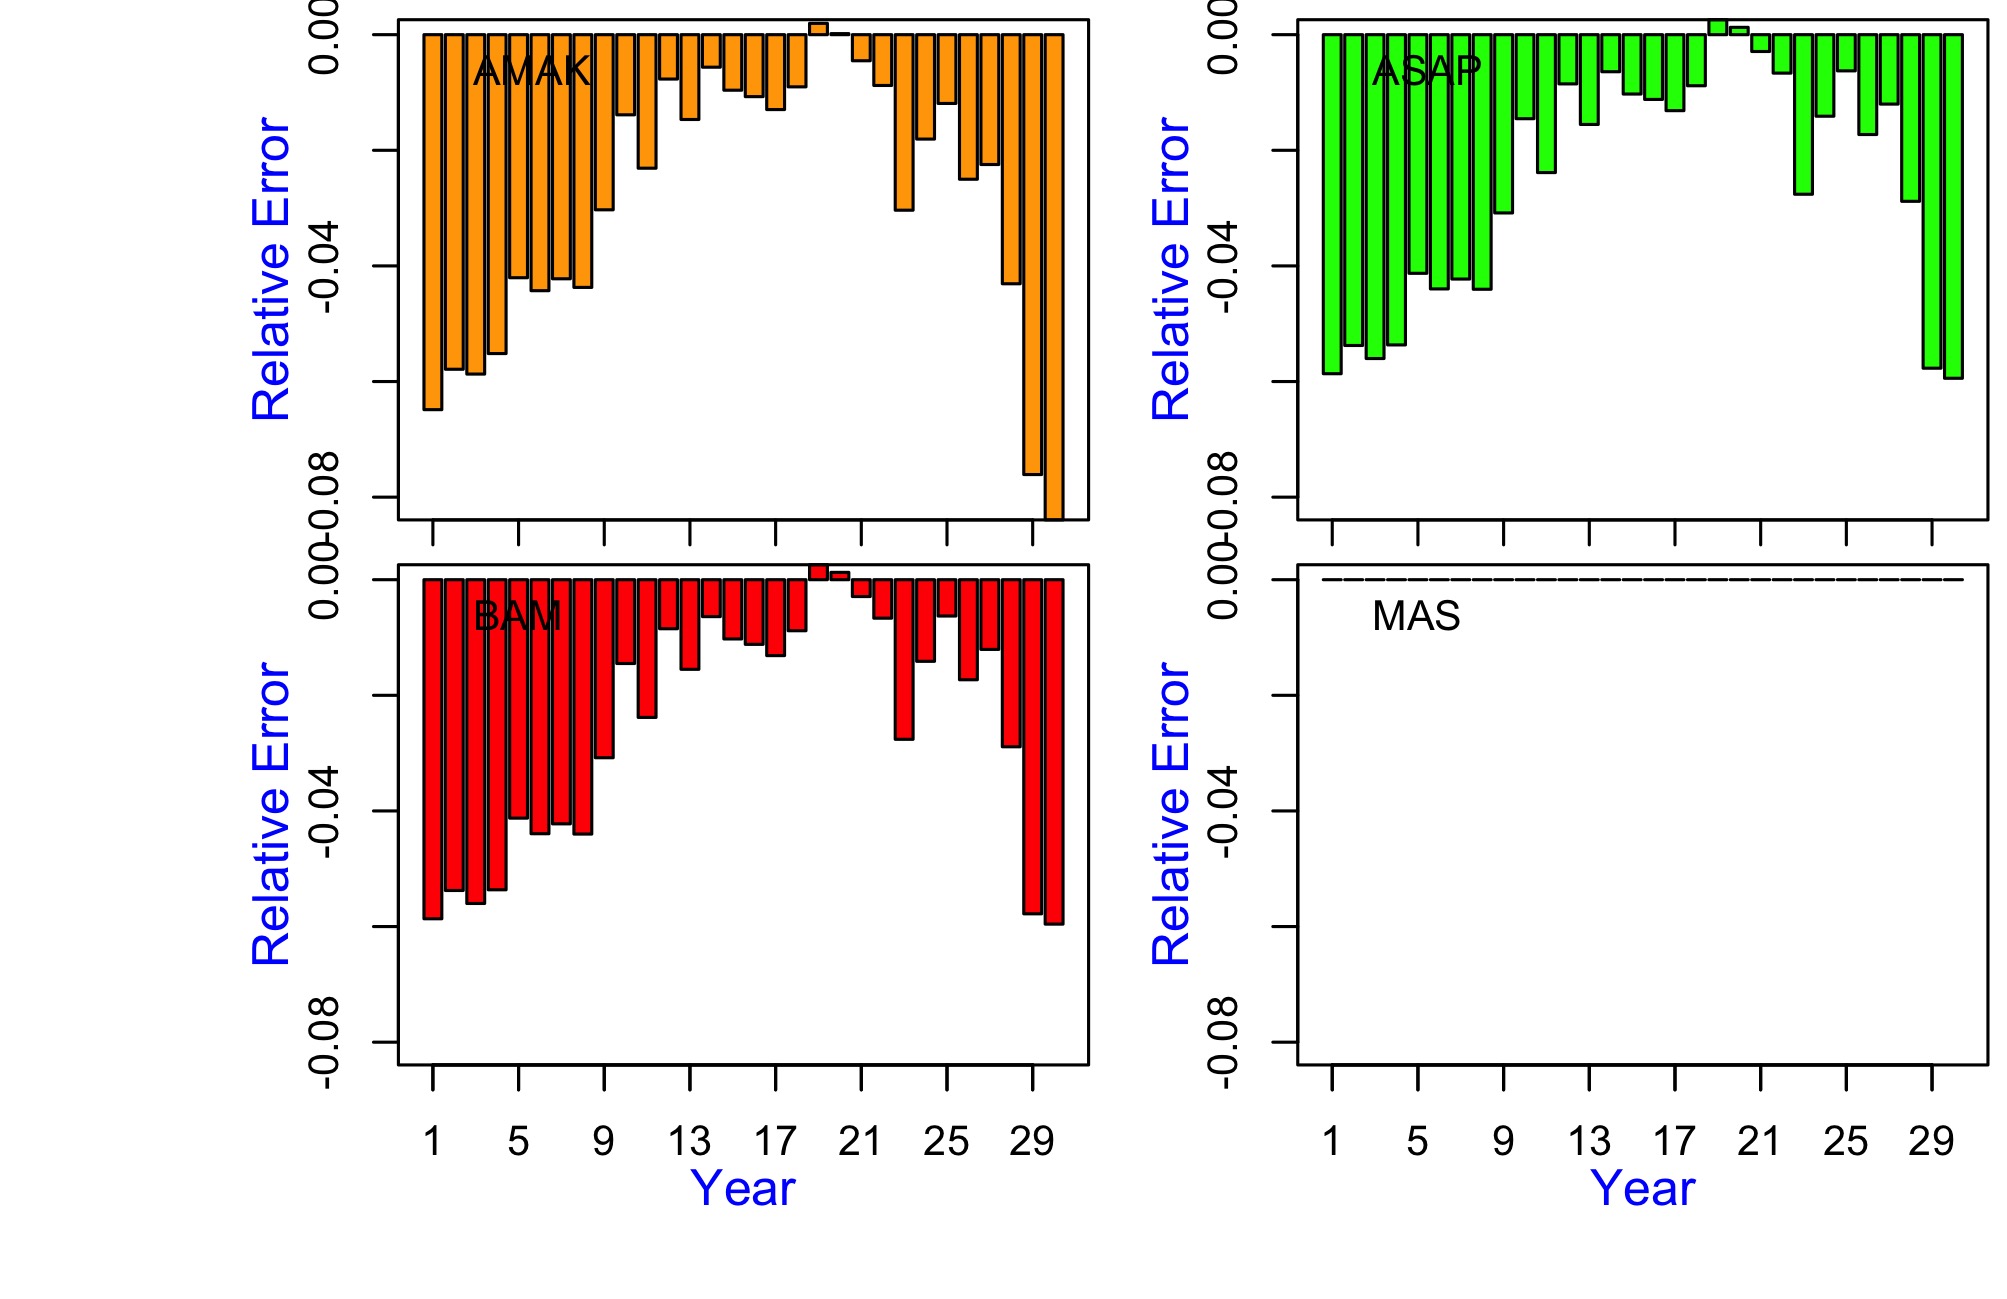 AMAK
Relative Error
0.00
-0.04
-0.08
ASAP
Relative Error
0.00
-0.04
-0.08
BAM
Relative Error
0.00
-0.04
-0.08
1 5 9 13 17 21 25 29
Year
MAS
Relative Error
0.00
-0.04
-0.08
1 5 9 13 17 21 25 29
Year